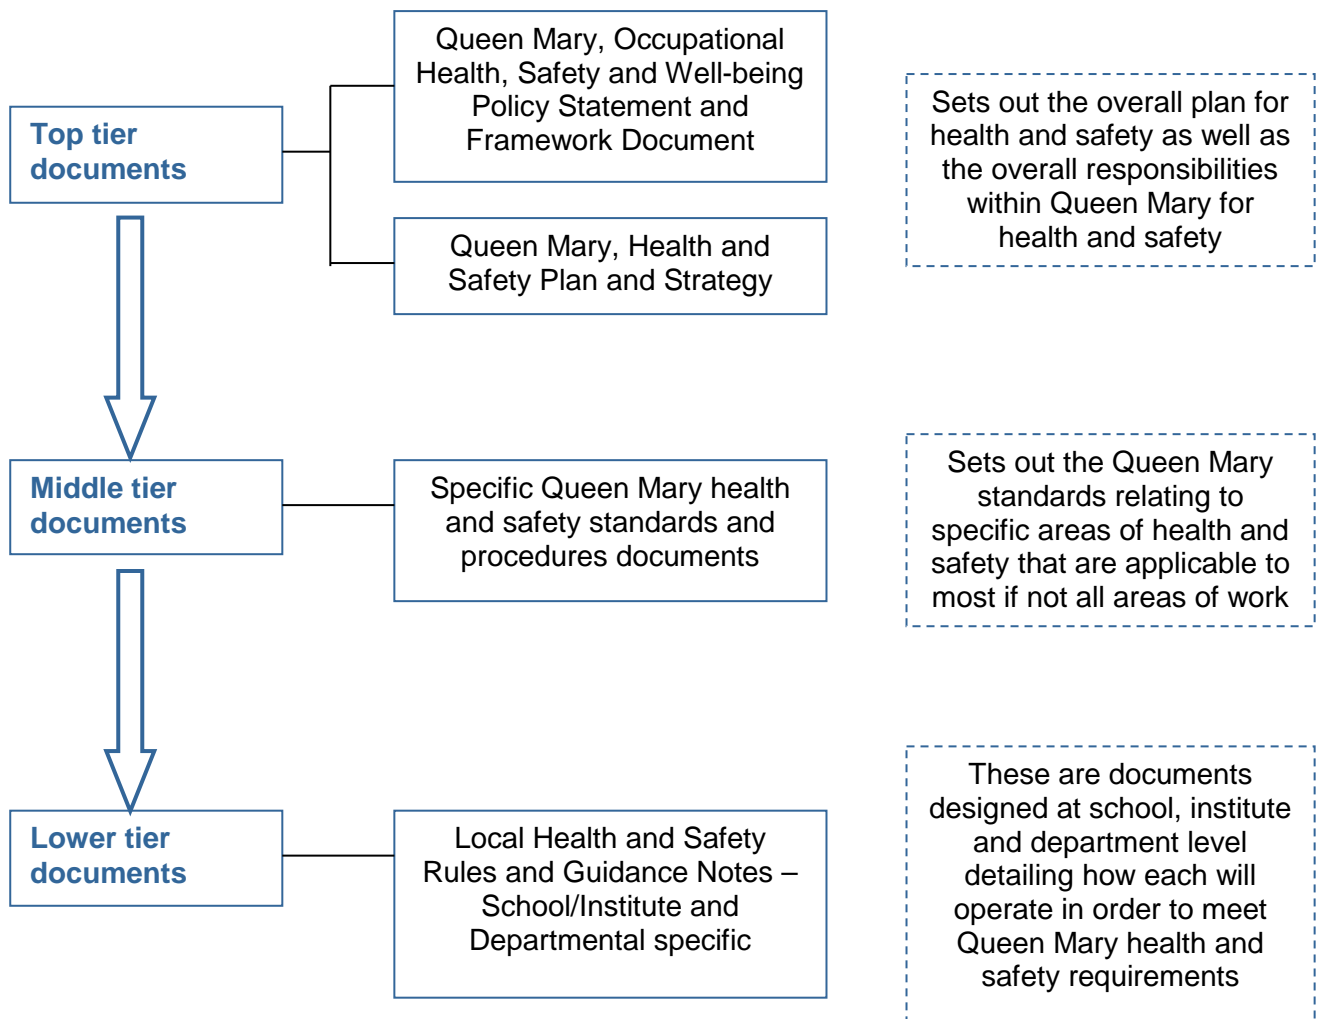 Top tier
documents
Queen Mary, Occupational
Health, Safety and Well-being
Policy Statement and
Framework Document
Queen Mary, Health and
Safety Plan and Strategy
Sets out the overall plan for
health and safety as well as
the overall responsibilities
within Queen Mary for
health and safety
Middle tier
documents
Specific Queen Mary health
and safety standards and
procedures documents
Sets out the Queen Mary
standards relating to
specific areas of health and
safety that are applicable to
most if not all areas of work
Lower tier
documents
Local Health and Safety
Rules and Guidance Notes –
School/Institute and
Departmental specific
These are documents
designed at school, institute
and department level
detailing how each will
operate in order to meet
Queen Mary health and
safety requirements